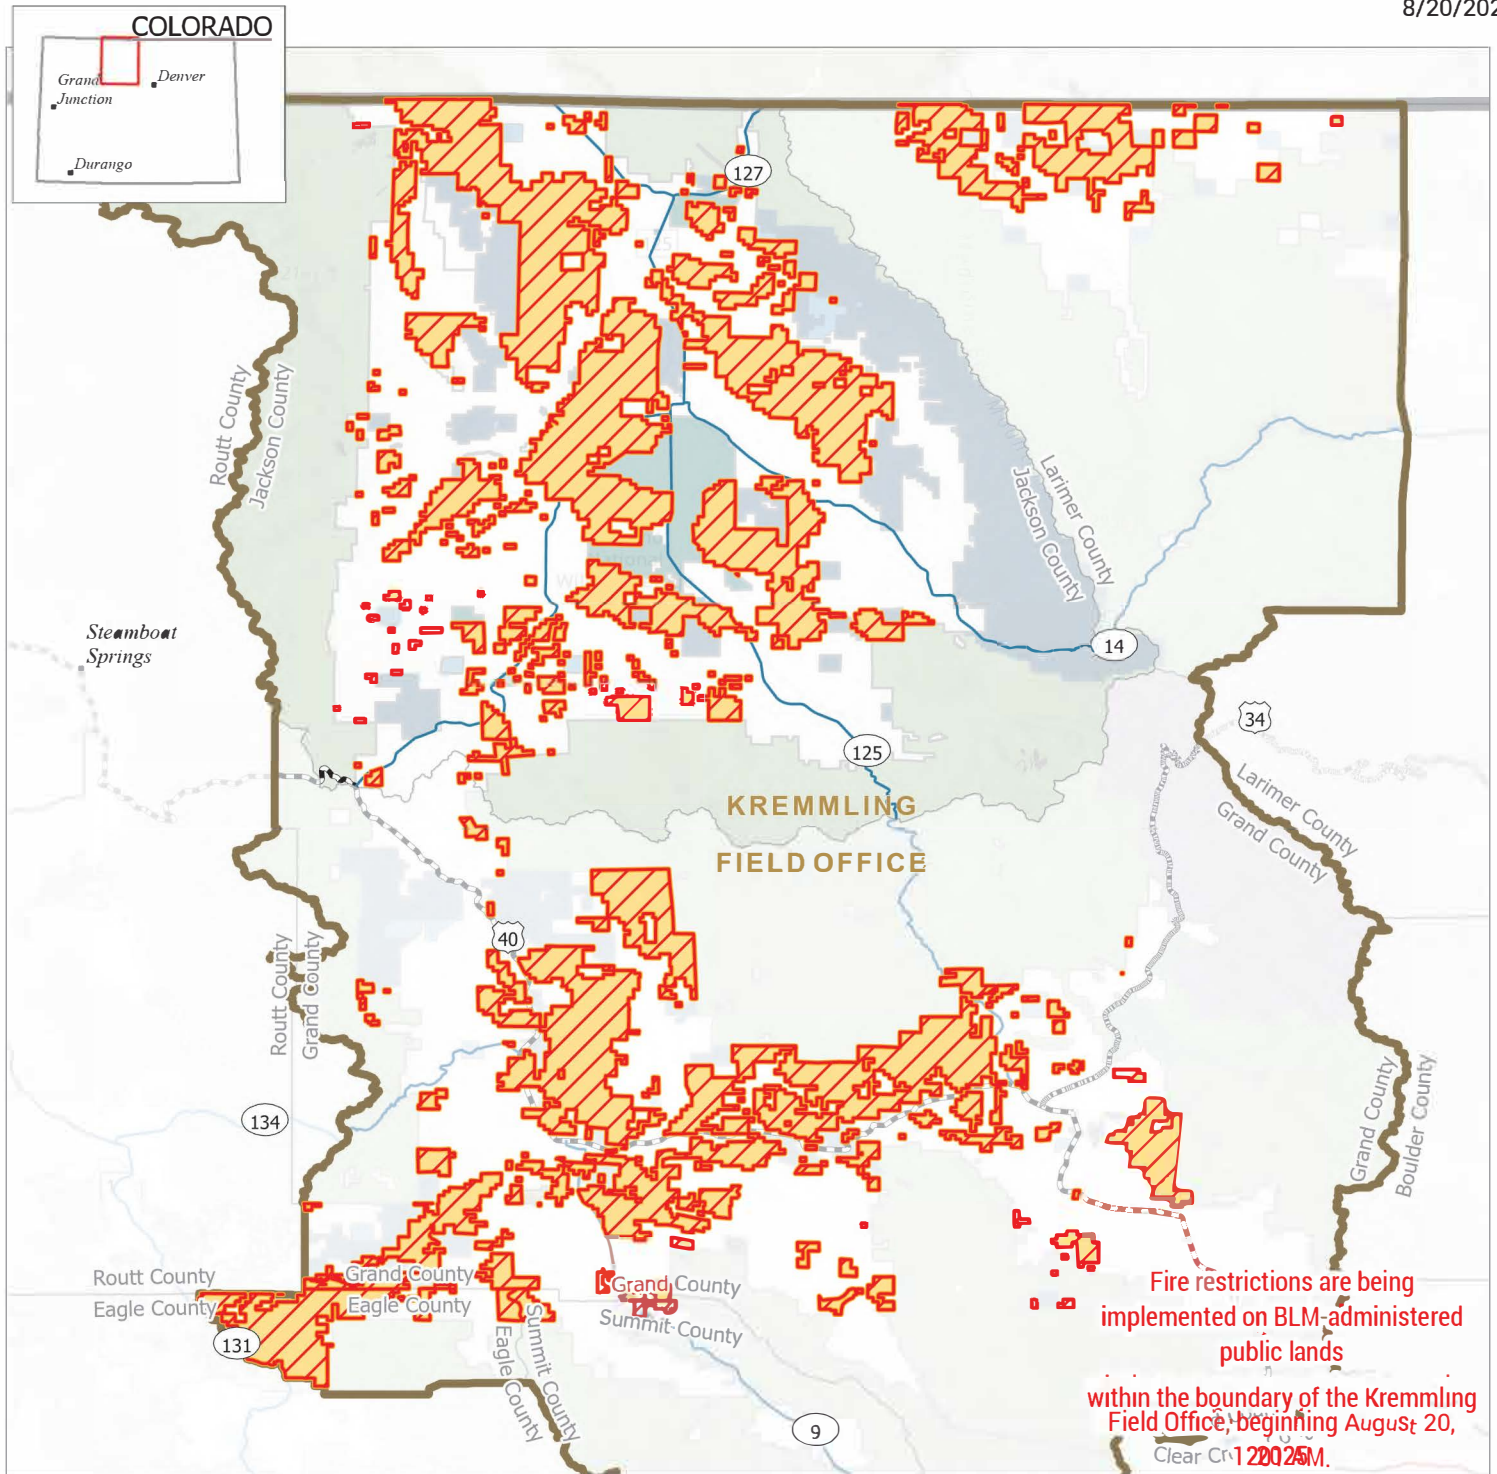 8/20/202
COLORADO
Grand
Junction
Denver
Durango
127
Routt County
Jackson County
Larimer County
Jackson County
Steamboat
Springs
14
34
125
KREMMLING
FIELD OFFICE
Larimer County
Grand County
40
Routt County
Grand County
134
Grand County
Boulder County
Routt County
Eagle County
Grand County
Eagle County
131
Grand County
Summit County
Summit County
Eagle County
9
Fire restrictions are being
implemented on BLM-administered
public lands
within the boundary of the Kremmling
Field Office, beginning August 20,
Clear Cr